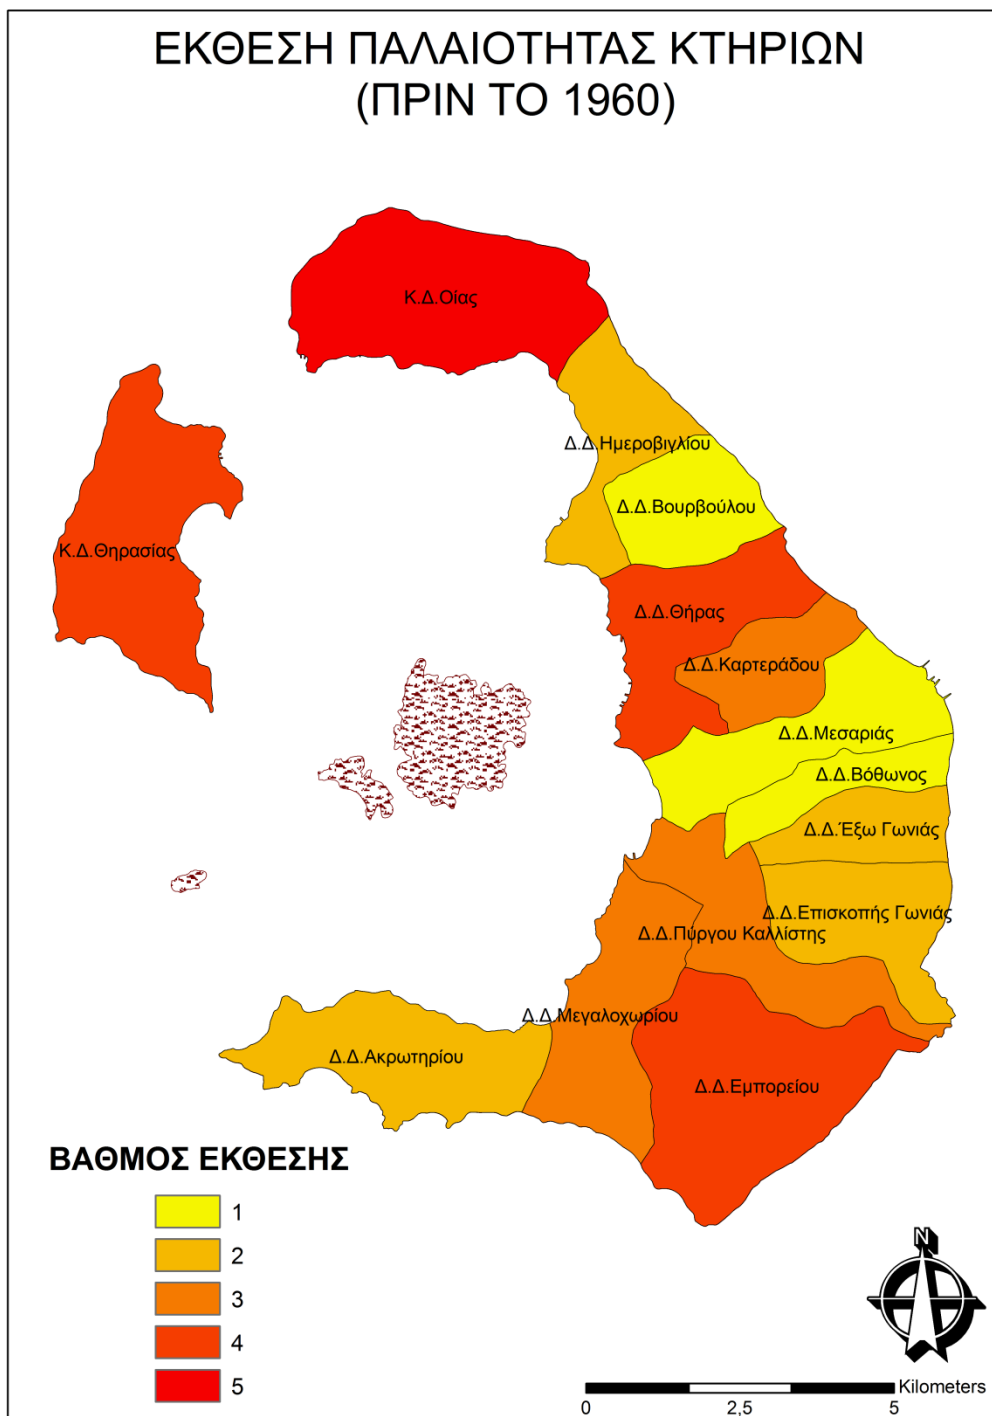 ΕΚΘΕΣΗ ΠΑΛΑΙΟΤΗΤΑΣ ΚΤΗΡΙΩΝ
(ΠΡΙΝ ΤΟ 1960)
Κ.Δ.Οίας
Δ.Δ.Ημεροβιγλίου
Δ.Δ.Βουρβούλου
Κ.Δ.Θηρασίας
Δ.Δ.Θήρας
Δ.Δ.Καρτεράδου
Δ.Δ.Μεσαριάς
Δ.Δ.Βόθωνος
Δ.Δ.Έξω Γωνιάς
Δ.Δ.Επισκοπής Γωνιάς
Δ.Δ.Πύργου Καλλίστης
Δ.Δ.Μεγαλοχωρίου
Δ.Δ.Ακρωτηρίου
Δ.Δ.Εμπορείου
ΒΑΘΜΟΣ ΕΚΘΕΣΗΣ
1
2
3
4
5
N
Kilometers
0 2,5 5